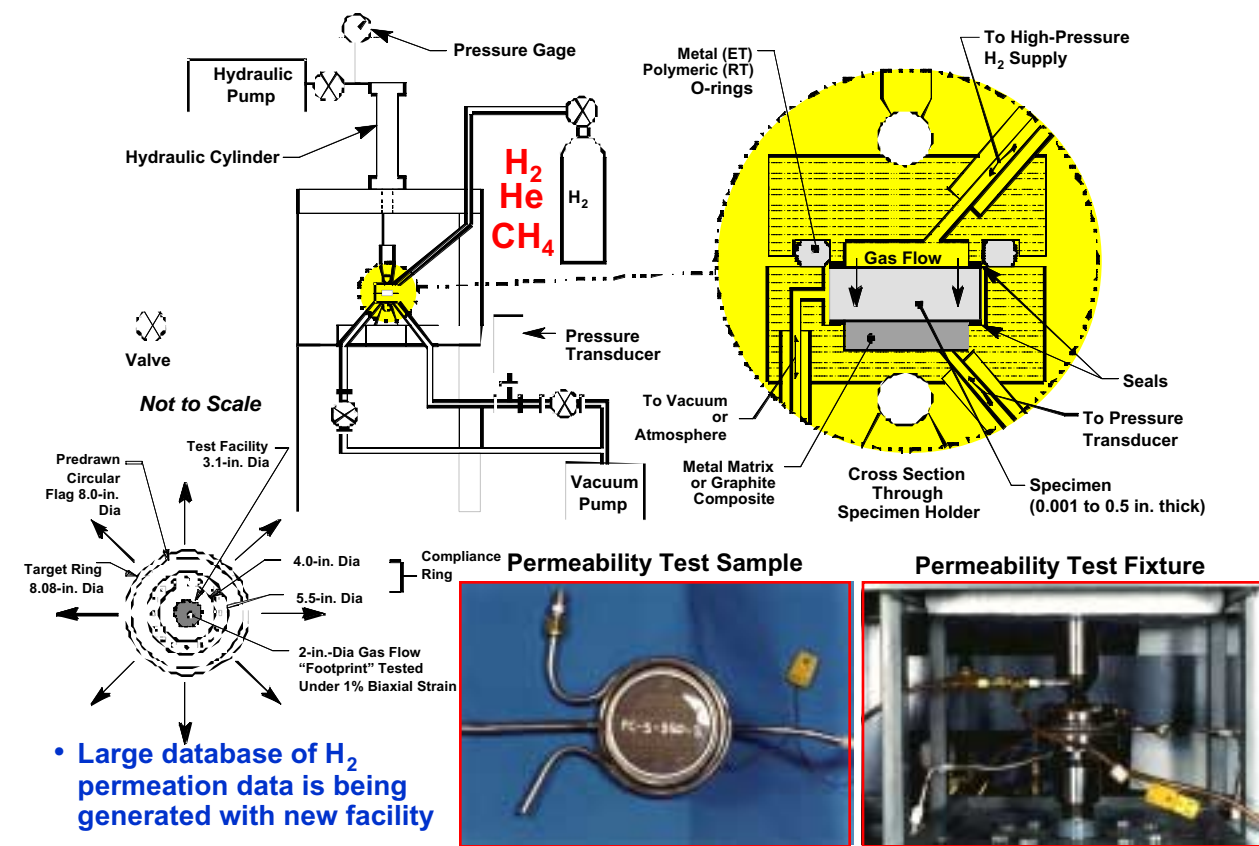 Pressure Gage
Hydraulic
Pump
Hydraulic Cylinder
H2
He
CH4
H2
Valve
Not to Scale
Pressure
Transducer
Vacuum
Pump
Metal (ET)
Polymeric (RT)
O-rings
To High-Pressure
H2 Supply
Gas Flow
Seals
To Vacuum
or
Atmosphere
To Pressure
Transducer
Metal Matrix
or Graphite
Composite
Cross Section
Through
Specimen Holder
Specimen
(0.001 to 0.5 in. thick)
Test Facility
3.1-in. Dia
Predrawn
Circular
Flag 8.0-in.
Dia
Target Ring
8.08-in. Dia
4.0-in. Dia
5.5-in. Dia
Compliance
Ring
2-in.-Dia Gas Flow
“Footprint” Tested
Under 1% Biaxial Strain
• Large database of H2
permeation data is being
generated with new facility
Permeability Test Sample
Permeability Test Fixture